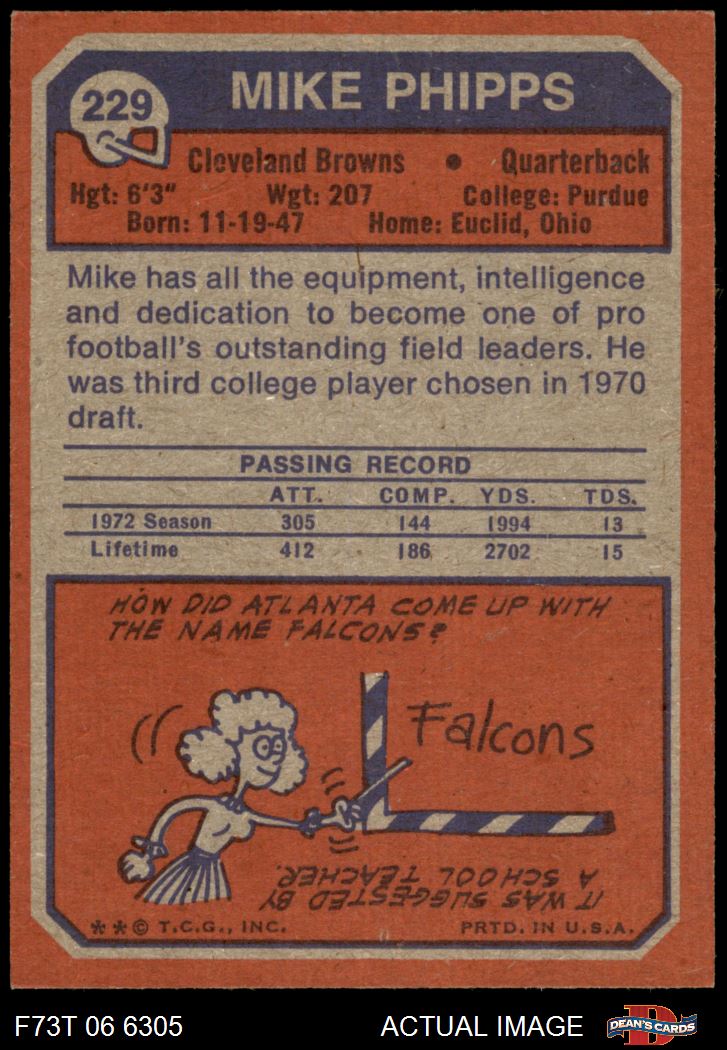 229
MIKE PHIPPS
Cleveland Browns • Quarterback
Hgt: 6'3" Wgt: 207 College: Purdue
Born: 11-19-47 Home: Euclid, Ohio
Mike has all the equipment, intelligence
and dedication to become one of pro
football's outstanding field leaders. He
was third college player chosen in 1970
draft.
PASSING RECORD
ATT. COMP. YDS. TDS.
1972 Season 305 144 1994 13
Lifetime 412 186 2702 15
HOW DID ATLANTA COME UP WITH
THE NAME FALCONS?
Falcons
IT WAS SUGGESTED BY
A SCHOOL TEACHER.
**© T.C.G., INC. PRTD. IN U.S.A.
F73T 06 6305 ACTUAL IMAGE DEAN'S CARDS